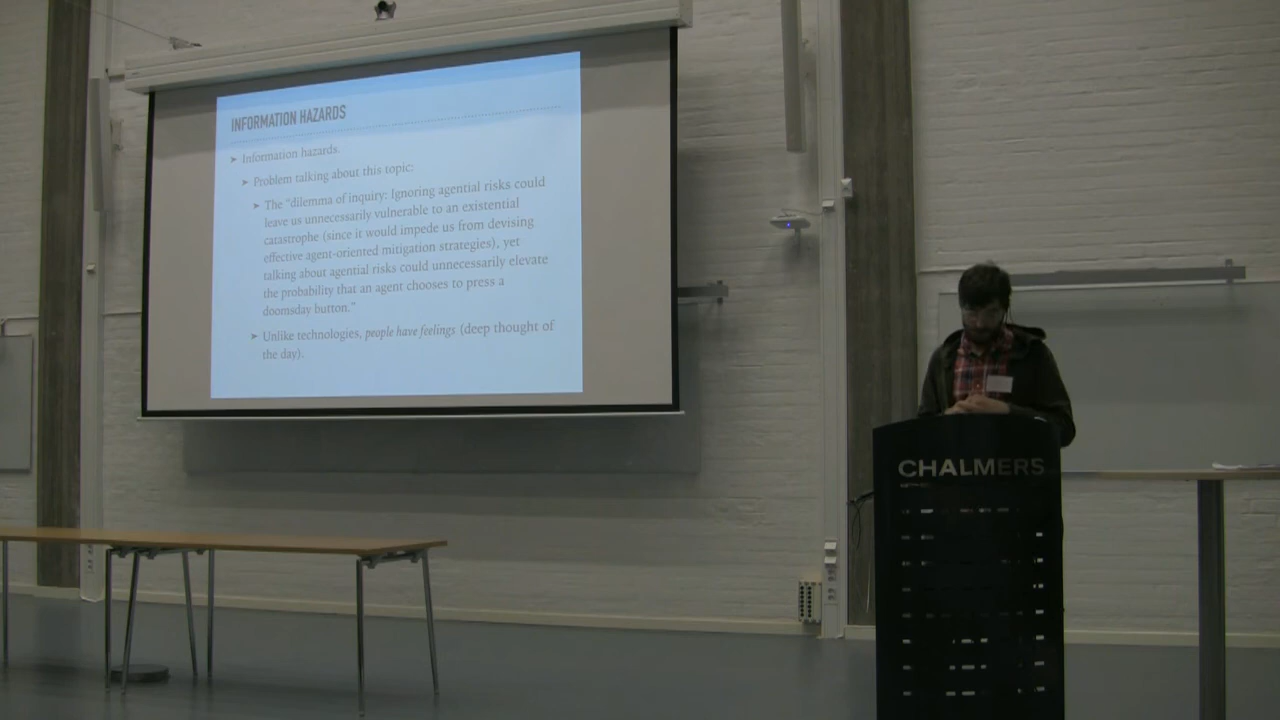 INFORMATION HAZARDS
➤ Information hazards.
➤ Problem talking about this topic:
➤ The "dilemma of inquiry: Ignoring agential risks could
leave us unnecessarily vulnerable to an existential
catastrophe (since it would impede us from devising
effective agent-oriented mitigation strategies), yet
talking about agential risks could unnecessarily elevate
the probability that an agent chooses to press a
doomsday button."
➤ Unlike technologies, people have feelings (deep thought of
the day).
CHALMERS